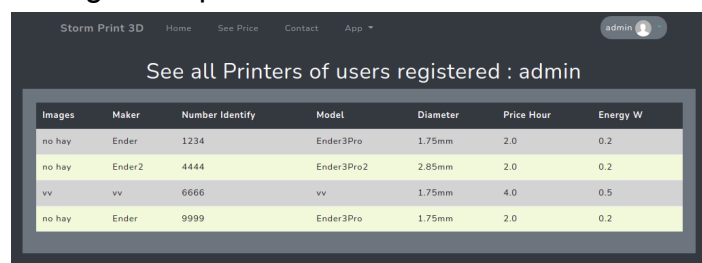 Storm Print 3D Home See Price Contact App admin
See all Printers of users registered : admin
Images Maker Number Identify Model Diameter Price Hour Energy W
no hay Ender 1234 Ender3Pro 1.75mm 2.0 0.2
no hay Ender2 4444 Ender3Pro2 2.85mm 2.0 0.2
vv vv 6666 vv 1.75mm 4.0 0.5
no hay Ender 9999 Ender3Pro 1.75mm 2.0 0.2